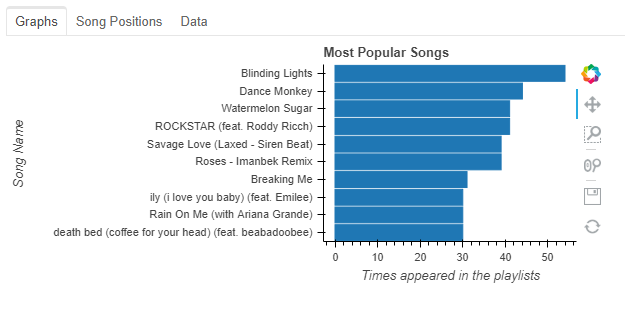 Graphs Song Positions Data
Most Popular Songs
Song Name
Blinding Lights
Dance Monkey
Watermelon Sugar
ROCKSTAR (feat. Roddy Ricch)
Savage Love (Laxed - Siren Beat)
Roses - Imanbek Remix
Breaking Me
ily (i love you baby) (feat. Emilee)
Rain On Me (with Ariana Grande)
death bed (coffee for your head) (feat. beabadoobee)
0 10 20 30 40 50
Times appeared in the playlists